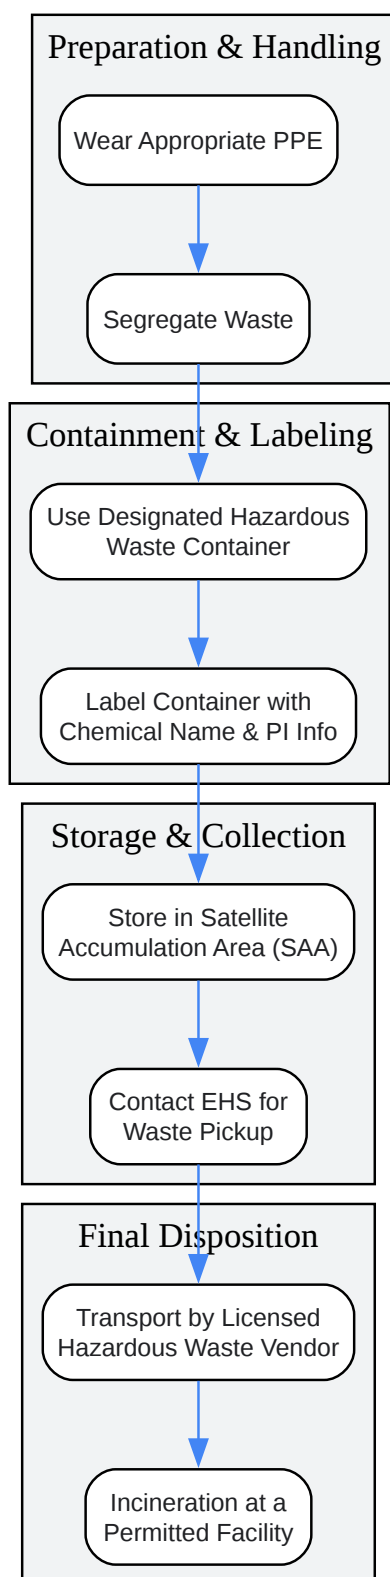 Preparation & Handling
Wear Appropriate PPE
Segregate Waste
Containment & Labeling
Use Designated Hazardous
Waste Container
Label Container with
Chemical Name & PI Info
Storage & Collection
Store in Satellite
Accumulation Area (SAA)
Contact EHS for
Waste Pickup
Final Disposition
Transport by Licensed
Hazardous Waste Vendor
Incineration at a
Permitted Facility